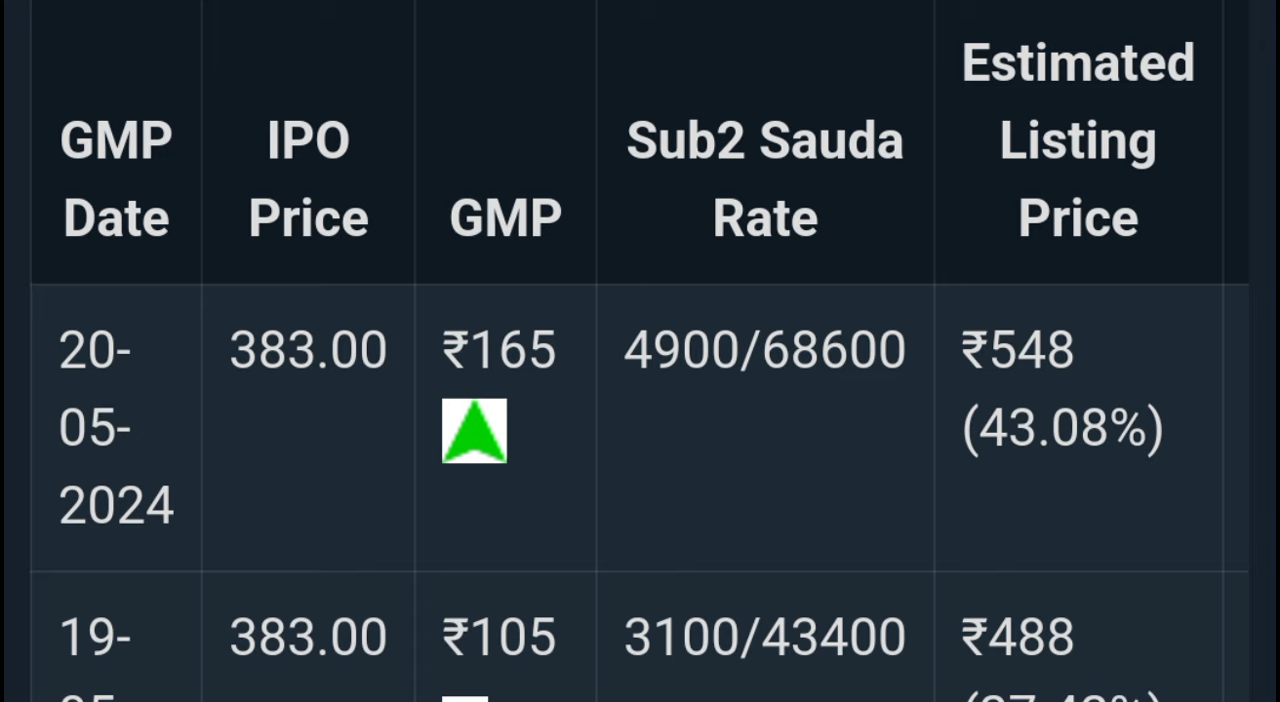 GMP Date
IPO Price
GMP
Sub2 Sauda Rate
Estimated Listing Price
20-05-2024
383.00
₹165
4900/68600
₹548
(43.08%)
19-
383.00
₹105
3100/43400
₹488